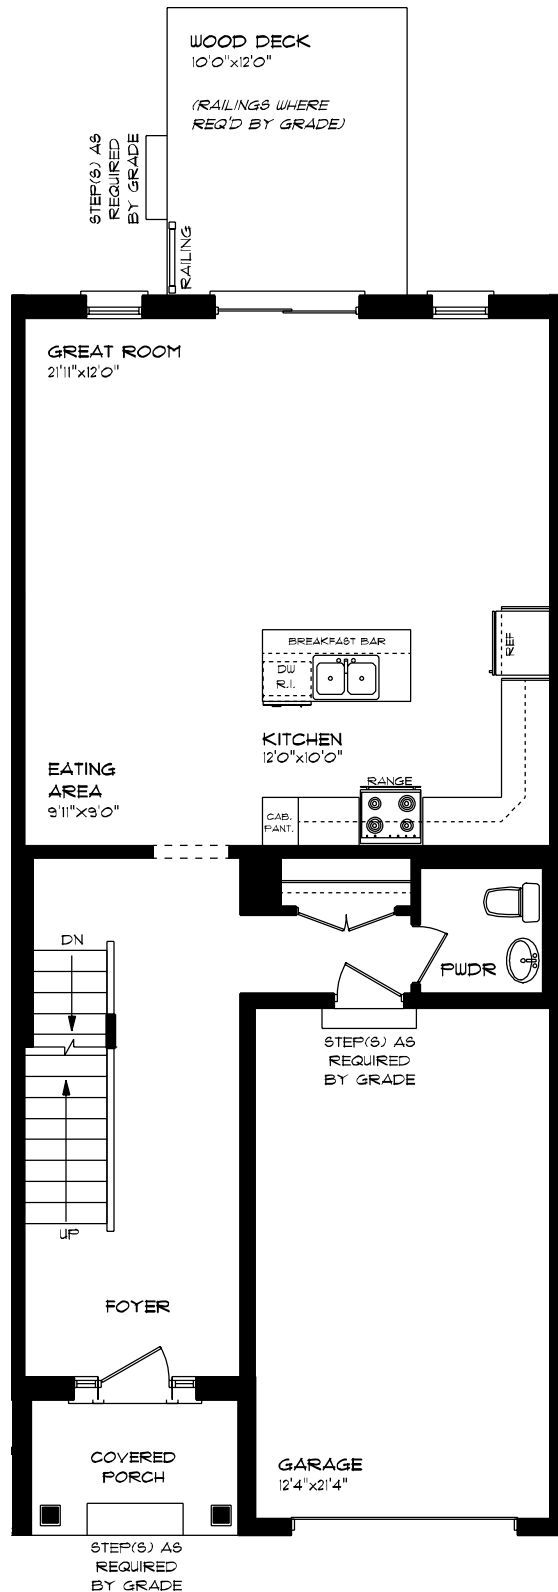 WOOD DECK
10'0"x12'0"
(RAILINGS WHERE
REQ'D BY GRADE)
STEP(S) AS
REQUIRED
BY GRADE
RAILING
GREAT ROOM
21'11"x12'0"
BREAKFAST BAR
DW
R.I.
REF
KITCHEN
12'0"x10'0"
EATING
AREA
9'11"x9'0"
RANGE
CAB.
PANT.
DN
PWDR
STEP(S) AS
REQUIRED
BY GRADE
UP
FOYER
COVERED
PORCH
GARAGE
12'4"x21'4"
STEP(S) AS
REQUIRED
BY GRADE